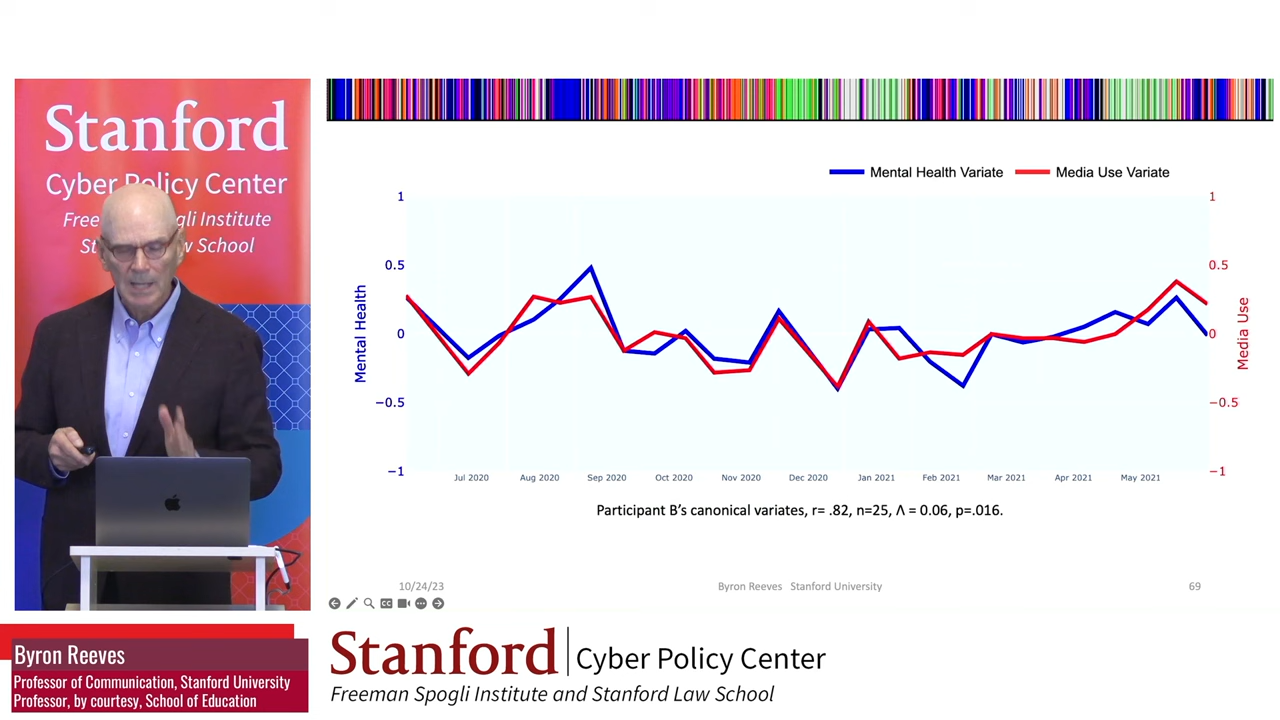 Stanford
Cyber Policy Center
Free gli Institute
St w School
Mental Health Variate Media Use Variate
1
0.5
0
−0.5
−1
Mental Health
1
0.5
0
−0.5
−1
Media Use
Jul 2020 Aug 2020 Sep 2020 Oct 2020 Nov 2020 Dec 2020 Jan 2021 Feb 2021 Mar 2021 Apr 2021 May 2021
Participant B’s canonical variates, r= .82, n=25, Λ = 0.06, p=.016.
10/24/23 Byron Reeves Stanford University 69
CC
Byron Reeves
Professor of Communication, Stanford University
Professor, by courtesy, School of Education
Stanford Cyber Policy Center
Freeman Spogli Institute and Stanford Law School